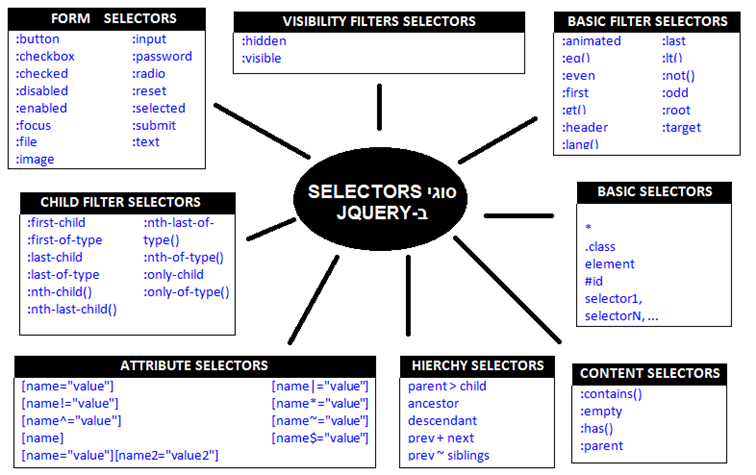 FORM SELECTORS
:button
:checkbox
:checked
:disabled
:enabled
:focus
:file
:image
:input
:password
:radio
:reset
:selected
:submit
:text
VISIBILITY FILTERS SELECTORS
:hidden
:visible
BASIC FILTER SELECTORS
:animated
:eq()
:even
:first
:gt()
:header
:lang()
:last
:lt()
:not()
:odd
:root
:target
סוגי SELECTORS
ב-JQUERY
CHILD FILTER SELECTORS
:first-child
:first-of-type
:last-child
:last-of-type
:nth-child()
:nth-last-child()
:nth-last-of-
type()
:nth-of-type()
:only-child
:only-of-type()
BASIC SELECTORS
*
.class
element
#id
selector1,
selectorN, ...
ATTRIBUTE SELECTORS
[name="value"]
[name!="value"]
[name^="value"]
[name]
[name="value"][name2="value2"]
[name|="value"]
[name*="value"]
[name~="value"]
[name$="value"]
HIERCHY SELECTORS
parent > child
ancestor
descendant
prev + next
prev ~ siblings
CONTENT SELECTORS
:contains()
:empty
:has()
:parent